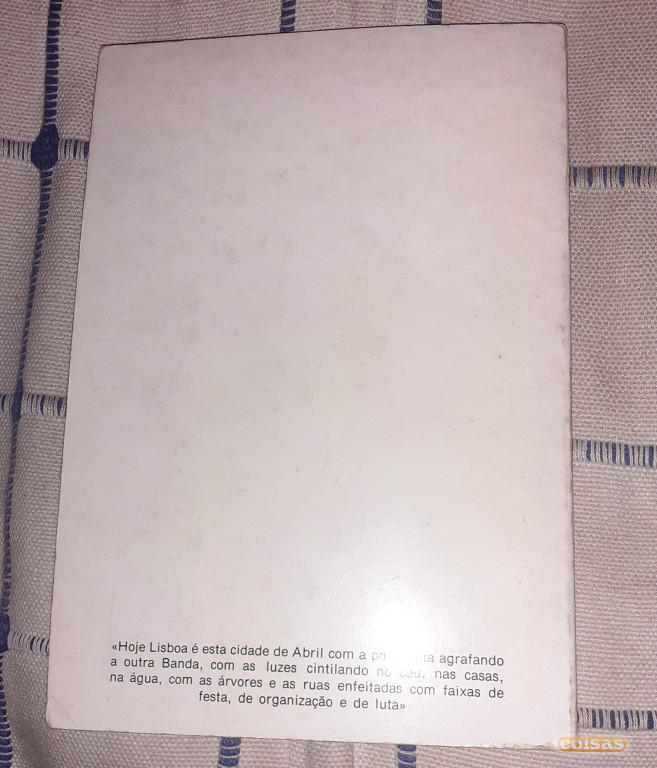 «Hoje Lisboa é esta cidade de Abril com a agrafando
a outra Banda, com as luzes cintilando no céu, nas casas,
na água, com as árvores e as ruas enfeitadas com faixas de
festa, de organização e de luta»
coisas